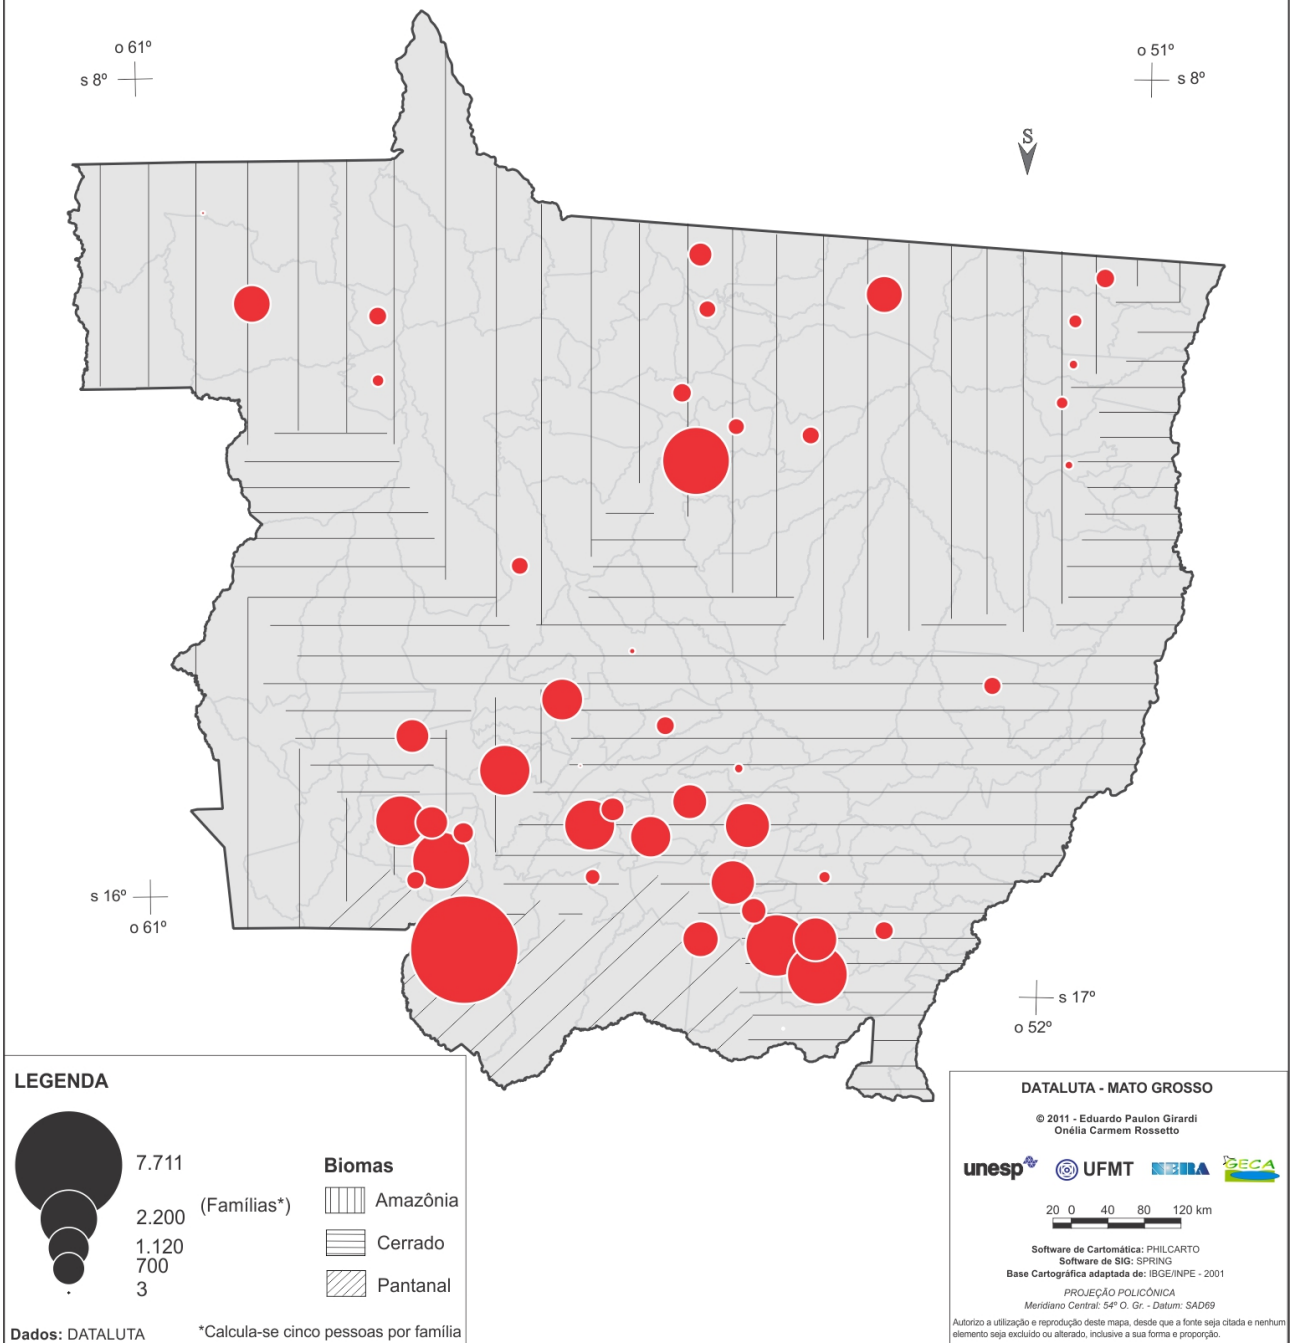 o 61º
s 8º
o 51º
s 8º
S
s 16º
o 61º
s 17º
o 52º
LEGENDA
7.711
(Famílias*)
2.200
1.120
700
3
Biomas
Amazônia
Cerrado
Pantanal
Dados: DATALUTA
*Calcula-se cinco pessoas por família
DATALUTA - MATO GROSSO
© 2011 - Eduardo Paulon Girardi
Onélia Carmem Rossetto
unesp
UFMT
NERA
GECA
20 0 40 80 120 km
Software de Cartomática: PHILCARTO
Software de SIG: SPRING
Base Cartográfica adaptada de: IBGE/INPE - 2001
PROJEÇÃO POLICÔNICA
Meridiano Central: 54º O. Gr. - Datum: SAD69
Autorizo a utilização e reprodução deste mapa, desde que a fonte seja citada e nenhum
elemento seja excluído ou alterado, inclusive a sua forma e proporção.